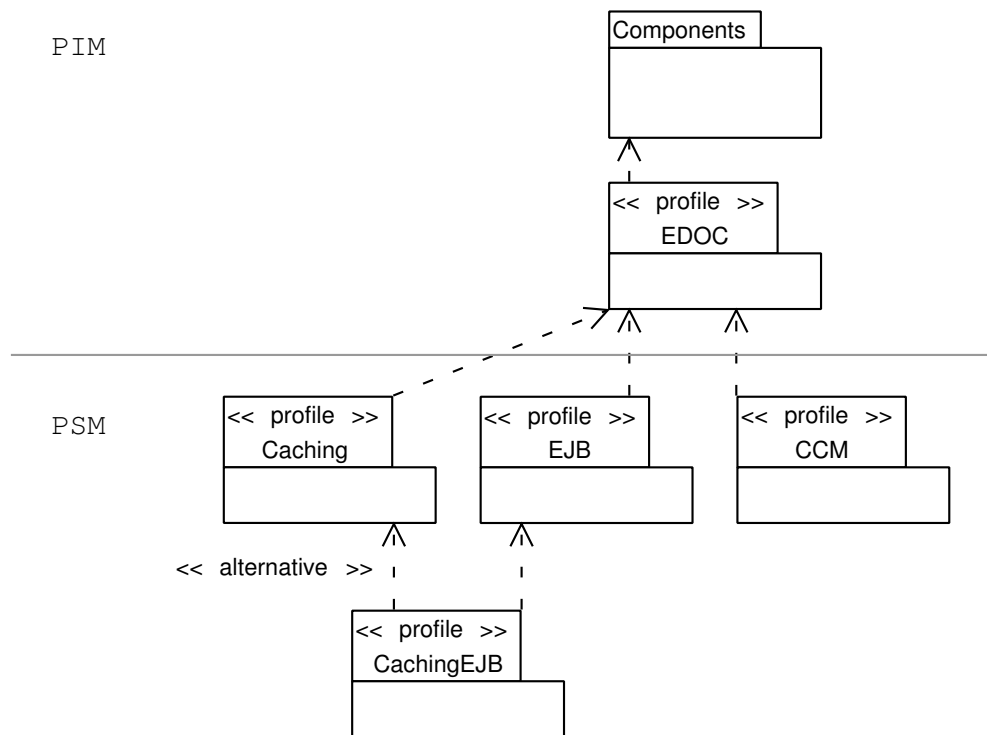 PIM
Components
<< profile >>
EDOC
PSM
<< profile >>
Caching
<< profile >>
EJB
<< profile >>
CCM
<< alternative >>
<< profile >>
CachingEJB